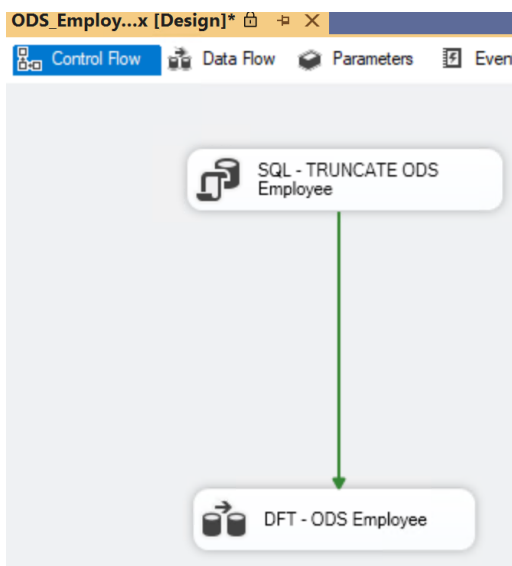 ODS_Employ...x [Design]*
Control Flow Data Flow Parameters Even
SQL - TRUNCATE ODS
Employee
DFT - ODS Employee